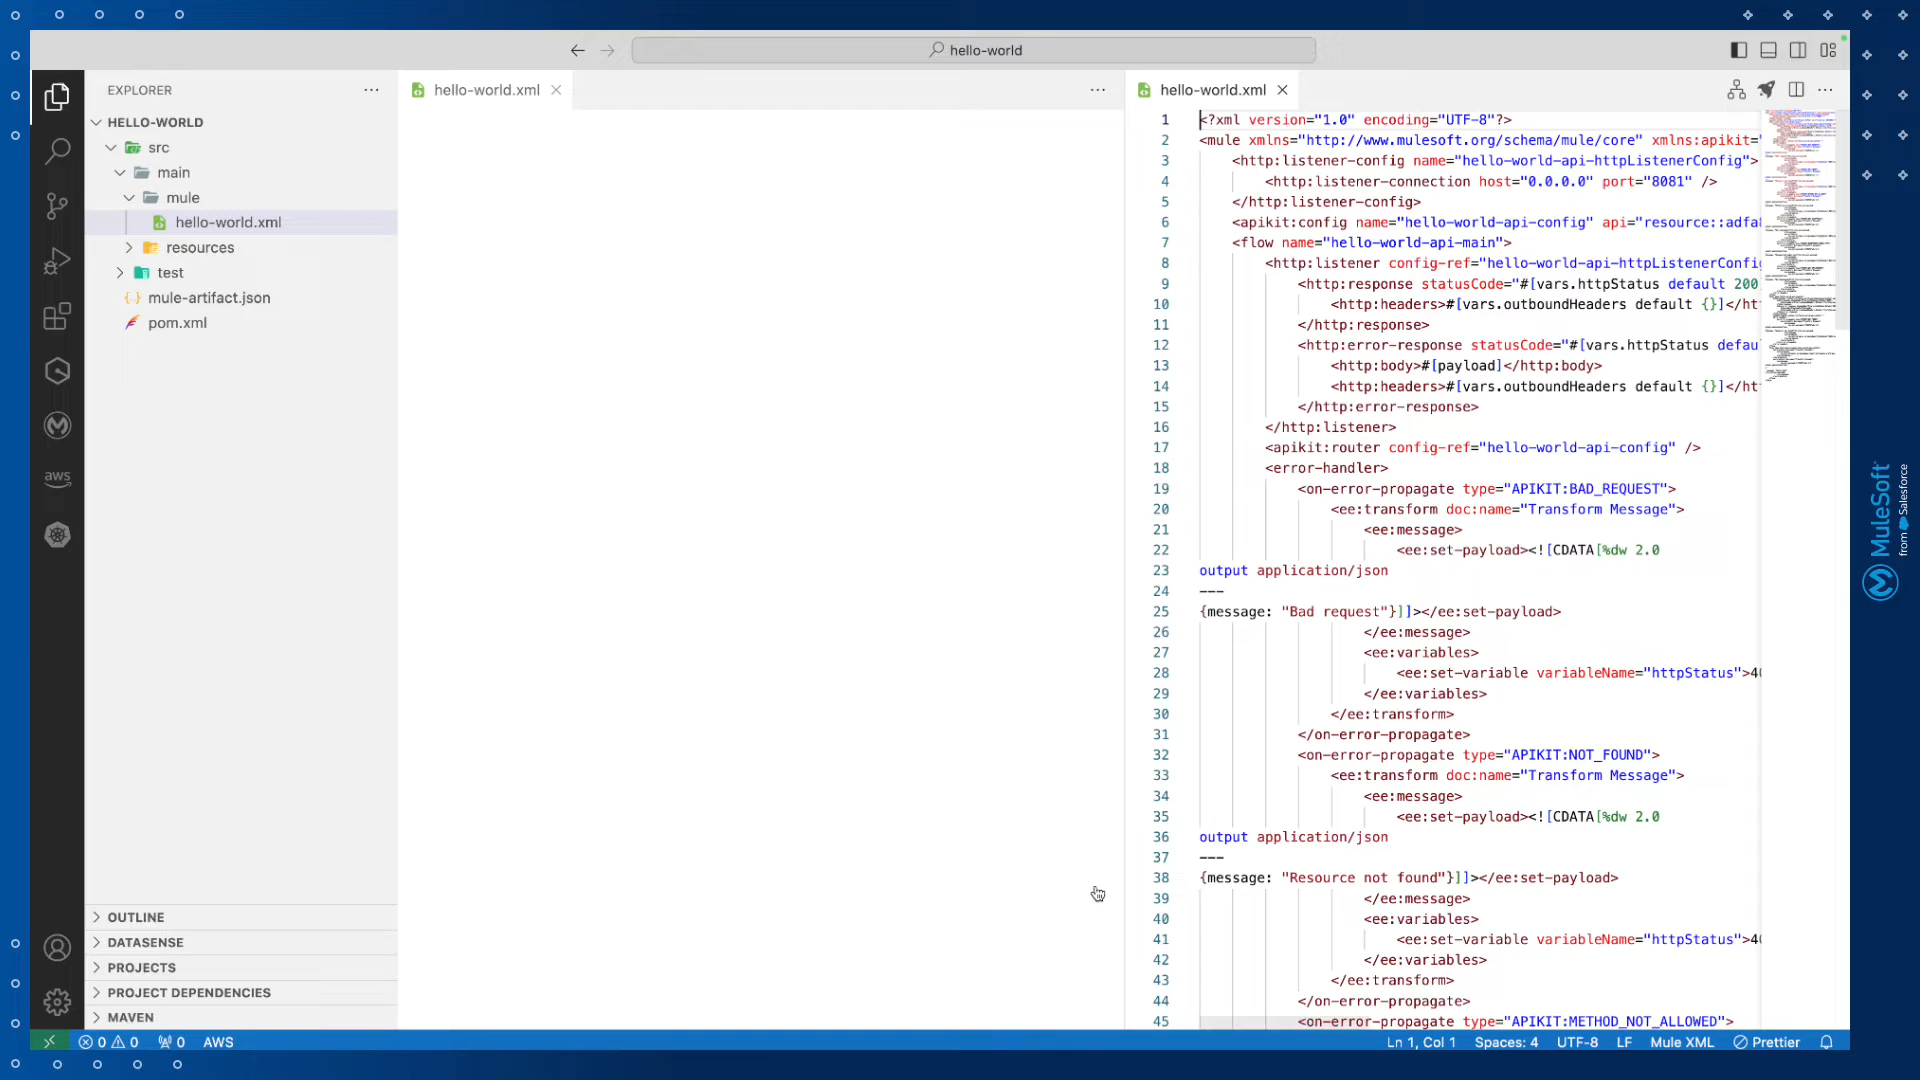 hello-world
EXPLORER
HELLO-WORLD
src
main
mule
hello-world.xml
resources
test
mule-artifact.json
pom.xml
OUTLINE
DATASENSE
PROJECTS
PROJECT DEPENDENCIES
MAVEN
aws
hello-world.xml
hello-world.xml
1 <?xml version="1.0" encoding="UTF-8"?>
2 <mule xmlns="http://www.mulesoft.org/schema/mule/core" xmlns:apikit="
3 <http:listener-config name="hello-world-api-httpListenerConfig">
4 <http:listener-connection host="0.0.0.0" port="8081" />
5 </http:listener-config>
6 <apikit:config name="hello-world-api-config" api="resource::adfa
7 <flow name="hello-world-api-main">
8 <http:listener config-ref="hello-world-api-httpListenerConfig
9 <http:response statusCode="#[vars.httpStatus default 200
10 <http:headers>#[vars.outboundHeaders default {}]</htt
11 </http:response>
12 <http:error-response statusCode="#[vars.httpStatus defau
13 <http:body>#[payload]</http:body>
14 <http:headers>#[vars.outboundHeaders default {}]</htt
15 </http:error-response>
16 </http:listener>
17 <apikit:router config-ref="hello-world-api-config" />
18 <error-handler>
19 <on-error-propagate type="APIKIT:BAD_REQUEST">
20 <ee:transform doc:name="Transform Message">
21 <ee:message>
22 <ee:set-payload><![CDATA[%dw 2.0
23 output application/json
24 ---
25 {message: "Bad request"}]]></ee:set-payload>
26 </ee:message>
27 <ee:variables>
28 <ee:set-variable variableName="httpStatus">40
29 </ee:variables>
30 </ee:transform>
31 </on-error-propagate>
32 <on-error-propagate type="APIKIT:NOT_FOUND">
33 <ee:transform doc:name="Transform Message">
34 <ee:message>
35 <ee:set-payload><![CDATA[%dw 2.0
36 output application/json
37 ---
38 {message: "Resource not found"}]]></ee:set-payload>
39 </ee:message>
40 <ee:variables>
41 <ee:set-variable variableName="httpStatus">40
42 </ee:variables>
43 </ee:transform>
44 </on-error-propagate>
45 <on-error-propagate type="APIKIT:METHOD_NOT_ALLOWED">
0 0 0 AWS
Ln 1, Col 1 Spaces: 4 UTF-8 LF Mule XML Prettier
MuleSoft
from Salesforce